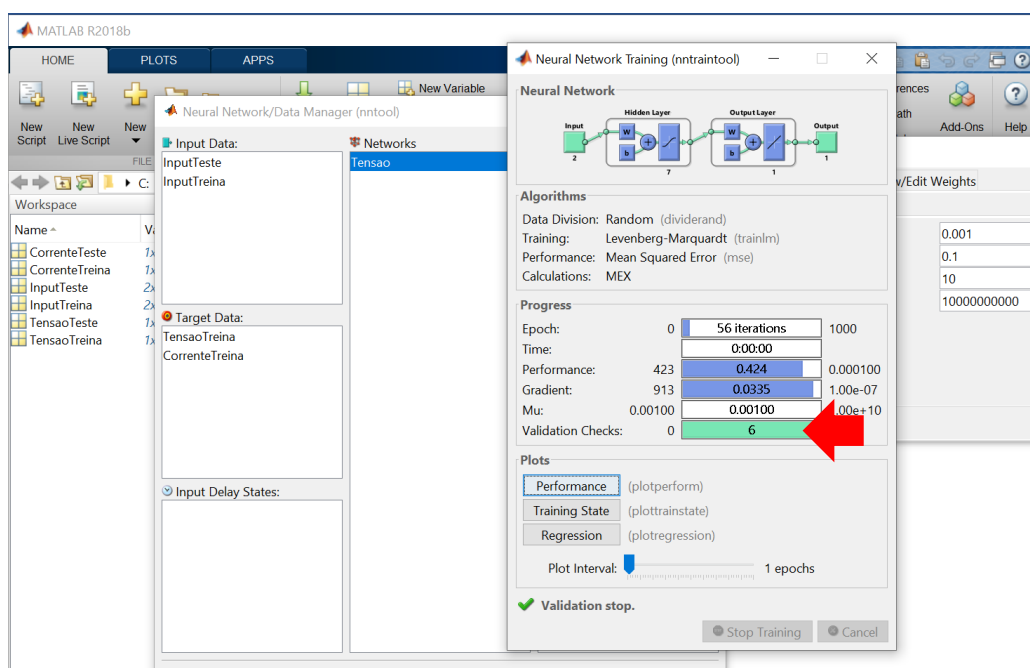 MATLAB R2018b
HOME
PLOTS
APPS
New Script
New Live Script
New
New Variable
FILE
C:
Add-Ons
Help
Workspace
Name
CorrenteTeste
CorrenteTreina
InputTeste
InputTreina
TensaoTeste
TensaoTreina
Neural Network/Data Manager (nntool)
Input Data:
InputTeste
InputTreina
Networks
Tensao
Target Data:
TensaoTreina
CorrenteTreina
Input Delay States:
Neural Network Training (nntraintool)
Neural Network
Hidden Layer
Output Layer
Input
Output
W
b
W
b
2
7
1
1
Algorithms
Data Division: Random (dividerand)
Training: Levenberg-Marquardt (trainlm)
Performance: Mean Squared Error (mse)
Calculations: MEX
Progress
Epoch: 0 56 iterations 1000
Time: 0:00:00
Performance: 423 0.424 0.000100
Gradient: 913 0.0335 1.00e-07
Mu: 0.00100 0.00100 .00e+10
Validation Checks: 0 6
Plots
Performance (plotperform)
Training State (plottrainstate)
Regression (plotregression)
Plot Interval: 1 epochs
Validation stop.
Stop Training
Cancel
w/Edit Weights
0.001
0.1
10
10000000000